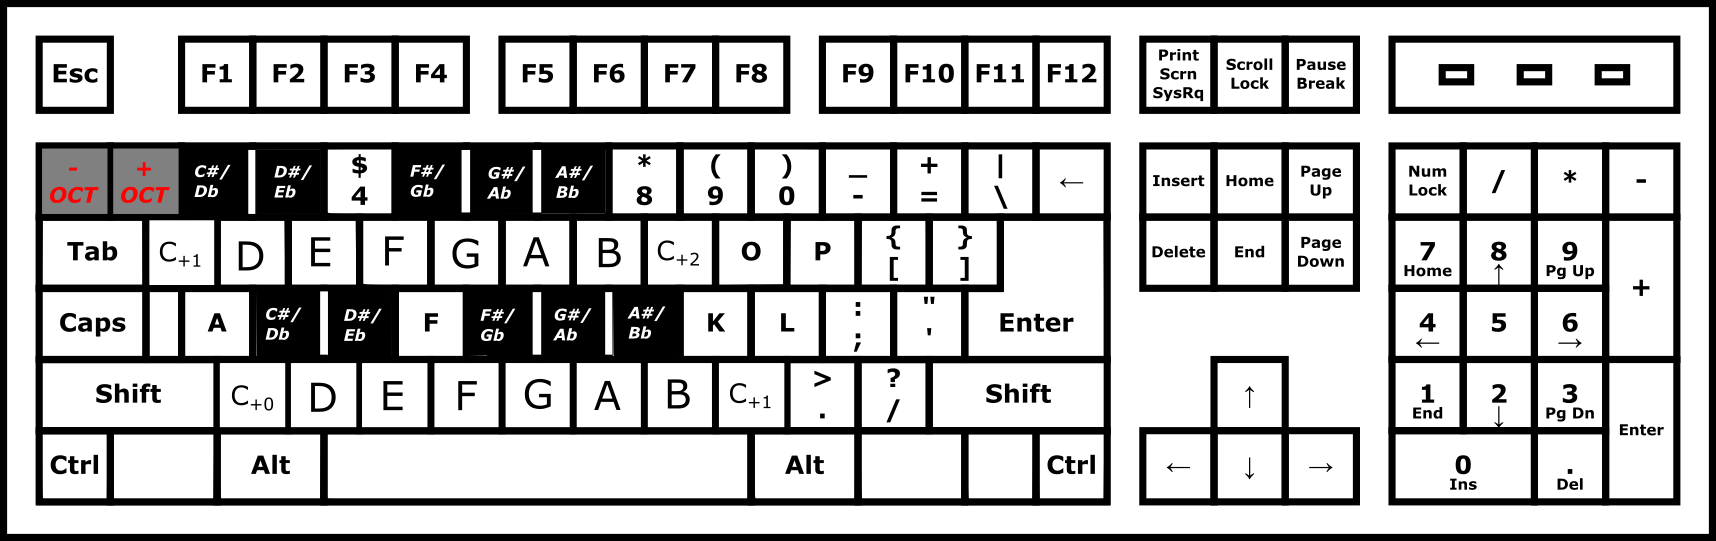 Esc F1 F2 F3 F4 F5 F6 F7 F8 F9 F10 F11 F12
Print
Scrn
SysRq
Scroll
Lock
Pause
Break
-
OCT
+
OCT
C#/
Db
D#/
Eb
$
4
F#/
Gb
G#/
Ab
A#/
Bb
*
8
(
9
)
0
_
-
+
=
|
\
←
Insert Home
Page
Up
Num
Lock
/ * -
Tab C+1 D E F G A B C+2 O P
{
[
}
]
Delete End
Page
Down
7
Home
8
↑
9
Pg Up
+
Caps A
C#/
Db
D#/
Eb
F
F#/
Gb
G#/
Ab
A#/
Bb
K L
:
;
"
'
Enter
4
←
5
6
→
Shift C+0 D E F G A B C+1
>
.
?
/
Shift
↑
1
End
2
↓
3
Pg Dn
Enter
Ctrl Alt Alt Ctrl
← ↓ →
0
Ins
.
Del